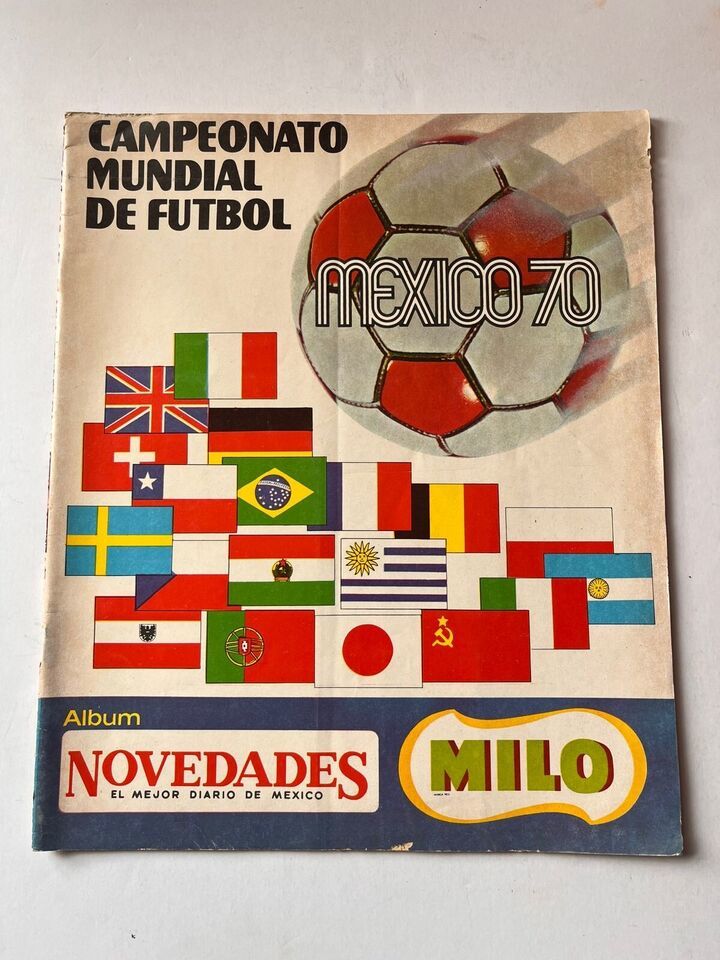 CAMPEONATO
MUNDIAL
DE FUTBOL
MEXICO 70
Album
NOVEDADES
EL MEJOR DIARIO DE MEXICO
MILO